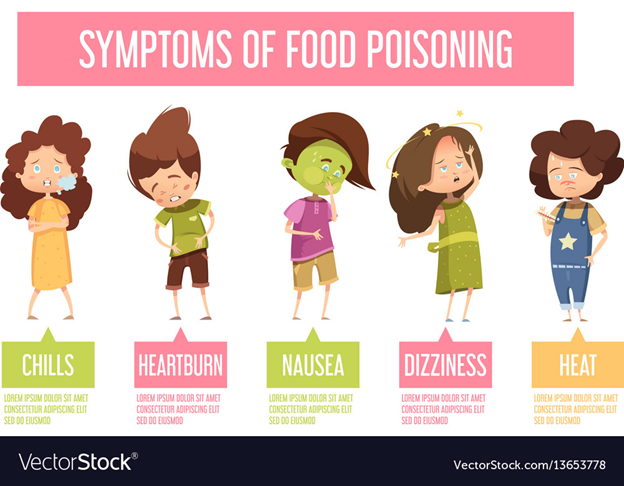 SYMPTOMS OF FOOD POISONING
CHILLS
LOREM IPSUM DOLOR SIT AMET
CONSECTETUR ADIPISCING ELIT
SED DO EIUSMOD
HEARTBURN
LOREM IPSUM DOLOR SIT AMET
CONSECTETUR ADIPISCING ELIT
SED DO EIUSMOD
NAUSEA
LOREM IPSUM DOLOR SIT AMET
CONSECTETUR ADIPISCING ELIT
SED DO EIUSMOD
DIZZINESS
LOREM IPSUM DOLOR SIT AMET
CONSECTETUR ADIPISCING ELIT
SED DO EIUSMOD
HEAT
LOREM IPSUM DOLOR SIT AMET
CONSECTETUR ADIPISCING ELIT
SED DO EIUSMOD
VectorStock®
VectorStock.com/13653778